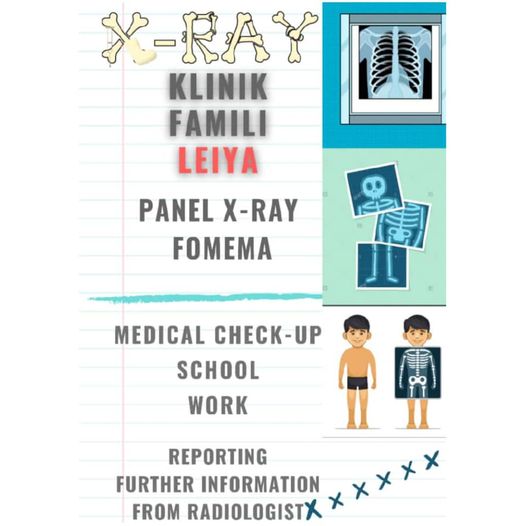 X-RAY
KLINIK
FAMILI
LEIYA
PANEL X-RAY
FOMEMA
MEDICAL CHECK-UP
SCHOOL
WORK
REPORTING
FURTHER INFORMATION
FROM RADIOLOGIST